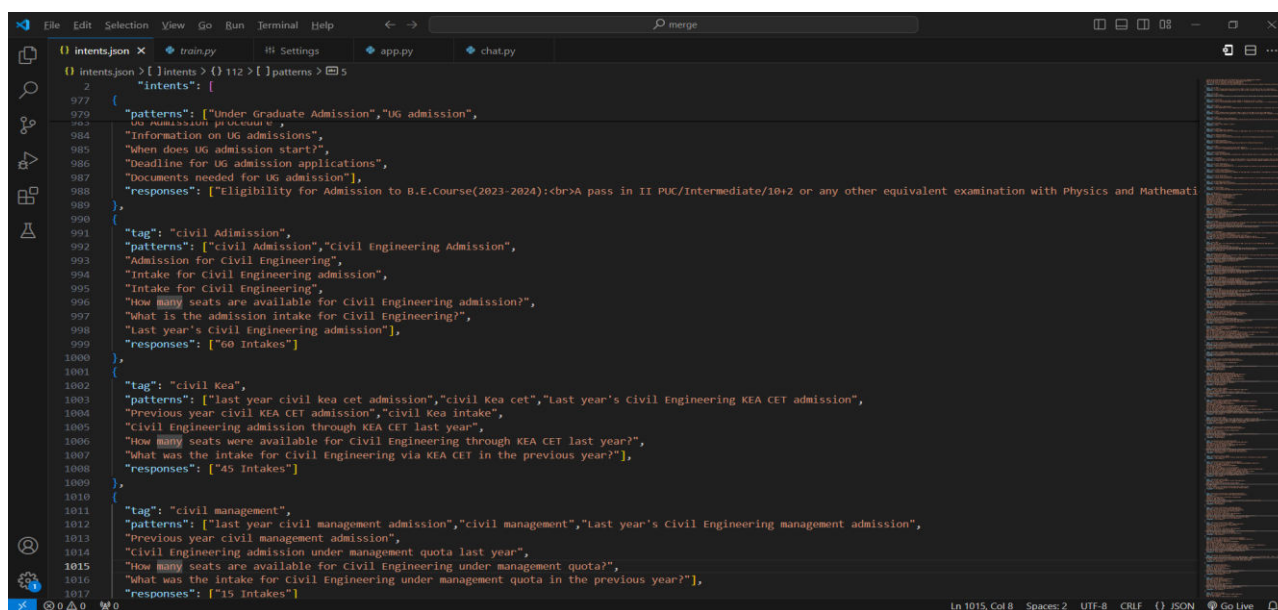 File Edit Selection View Go Run Terminal Help ← → merge
{} intents.json × train.py Settings app.py chat.py
{} intents.json > [ ] intents > {} 112 > [ ] patterns > abc 5
2 "intents": [
977 {
979 "patterns": ["Under Graduate Admission","UG admission",
983 "UG Admission procedure",
984 "Information on UG admissions",
985 "When does UG admission start?",
986 "Deadline for UG admission applications",
987 "Documents needed for UG admission"],
988 "responses": ["Eligibility for Admission to B.E.Course(2023-2024):<br>A pass in II PUC/Intermediate/10+2 or any other equivalent examination with Physics and Mathemati
989 },
990 {
991 "tag": "civil Adimission",
992 "patterns": ["civil Admission","Civil Engineering Admission",
993 "Admission for Civil Engineering",
994 "Intake for Civil Engineering admission",
995 "Intake for Civil Engineering",
996 "How many seats are available for Civil Engineering admission?",
997 "What is the admission intake for Civil Engineering?",
998 "Last year's Civil Engineering admission"],
999 "responses": ["60 Intakes"]
1000 },
1001 {
1002 "tag": "civil Kea",
1003 "patterns": ["last year civil kea cet admission","civil Kea cet","Last year's Civil Engineering KEA CET admission",
1004 "Previous year civil KEA CET admission","civil Kea intake",
1005 "Civil Engineering admission through KEA CET last year",
1006 "How many seats were available for Civil Engineering through KEA CET last year?",
1007 "What was the intake for Civil Engineering via KEA CET in the previous year?"],
1008 "responses": ["45 Intakes"]
1009 },
1010 {
1011 "tag": "civil management",
1012 "patterns": ["last year civil management admission","civil management","Last year's Civil Engineering management admission",
1013 "Previous year civil management admission",
1014 "Civil Engineering admission under management quota last year",
1015 "How many seats are available for Civil Engineering under management quota?",
1016 "What was the intake for Civil Engineering under management quota in the previous year?"],
1017 "responses": ["15 Intakes"]
0 0 0 Ln 1015, Col 8 Spaces: 2 UTF-8 CRLF {} JSON Go Live